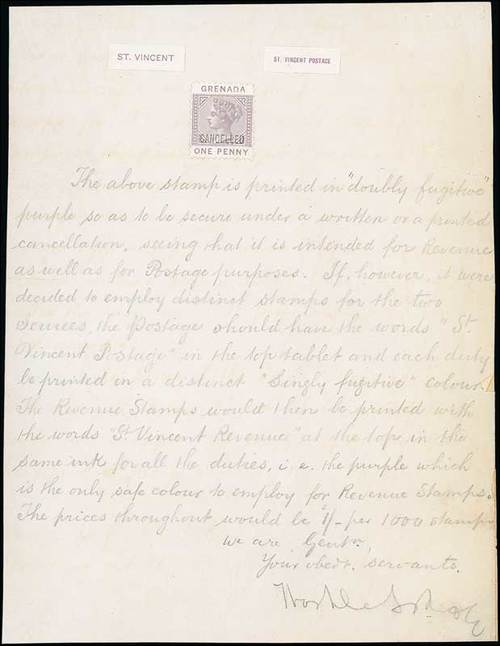 ST. VINCENT
ST. VINCENT POSTAGE
GRENADA
CANCELLED
ONE PENNY
The above stamp is printed in "doubly fugitive"
purple so as to be secure under a written or a printed
cancellation, seeing that it is intended for Revenue
as well as for Postage purposes. If, however, it were
decided to employ distinct stamps for the two
services, the Postage should have the words "St.
Vincent Postage" in the top tablet and each duty
be printed in a distinct "Singly fugitive" colour.
The Revenue Stamps would then be printed with
the words "St Vincent Revenue" at the top in the
same ink for all the duties, i.e. the purple which
is the only safe colour to employ for Revenue Stamps.
The prices throughout would be 1/- per 1000 stamps
We are, Gentn,
Your obedt. servants.